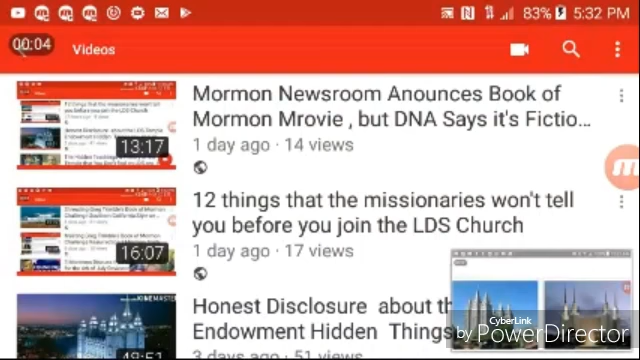 83% 5:32 PM
00:04
Videos
Mormon Newsroom Anounces Book of
Mormon Mrovie , but DNA Says it's Fictio...
13:17
1 day ago · 14 views
12 things that the missionaries won't tell
you before you join the LDS Church
16:07
1 day ago · 17 views
Honest Disclosure about th
Endowment Hidden Things
KINEMASTER
49:51
3 days ago · 51 views
CyberLink
by PowerDirector